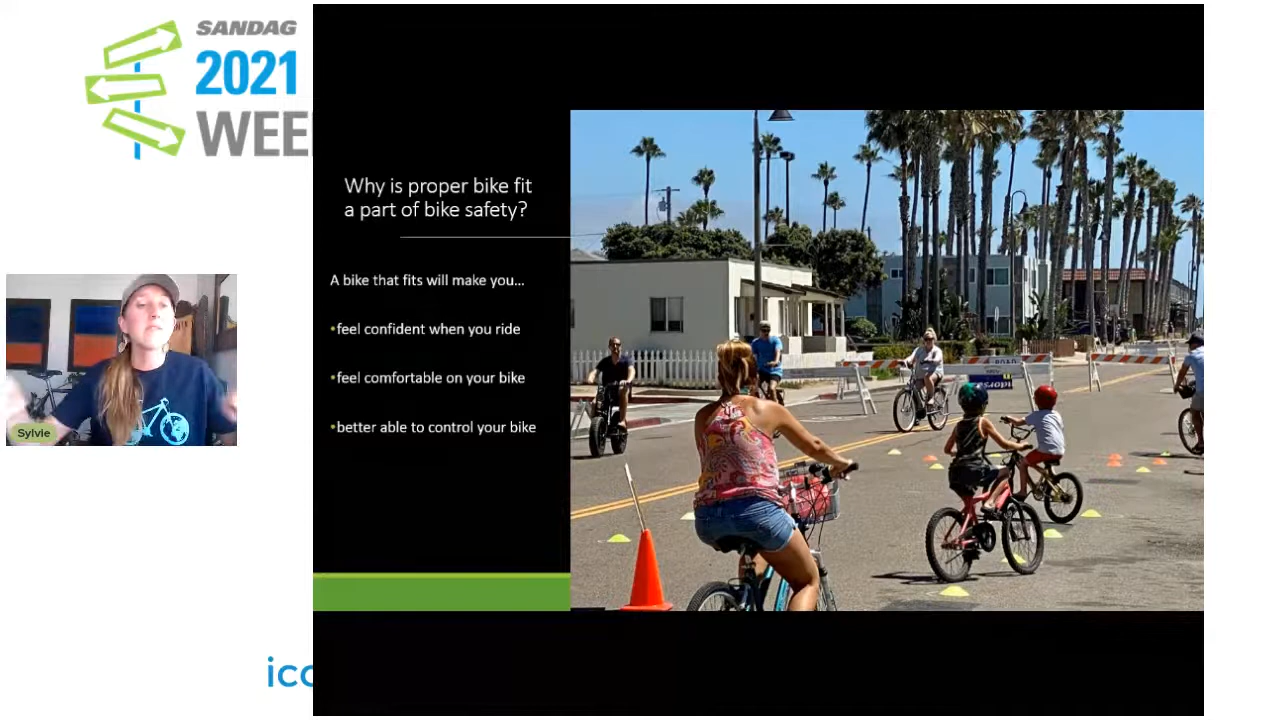 SANDAG
2021
WEE
Why is proper bike fit
a part of bike safety?
A bike that fits will make you...
•feel confident when you ride
•feel comfortable on your bike
•better able to control your bike
ROAD
Sylvie
icc